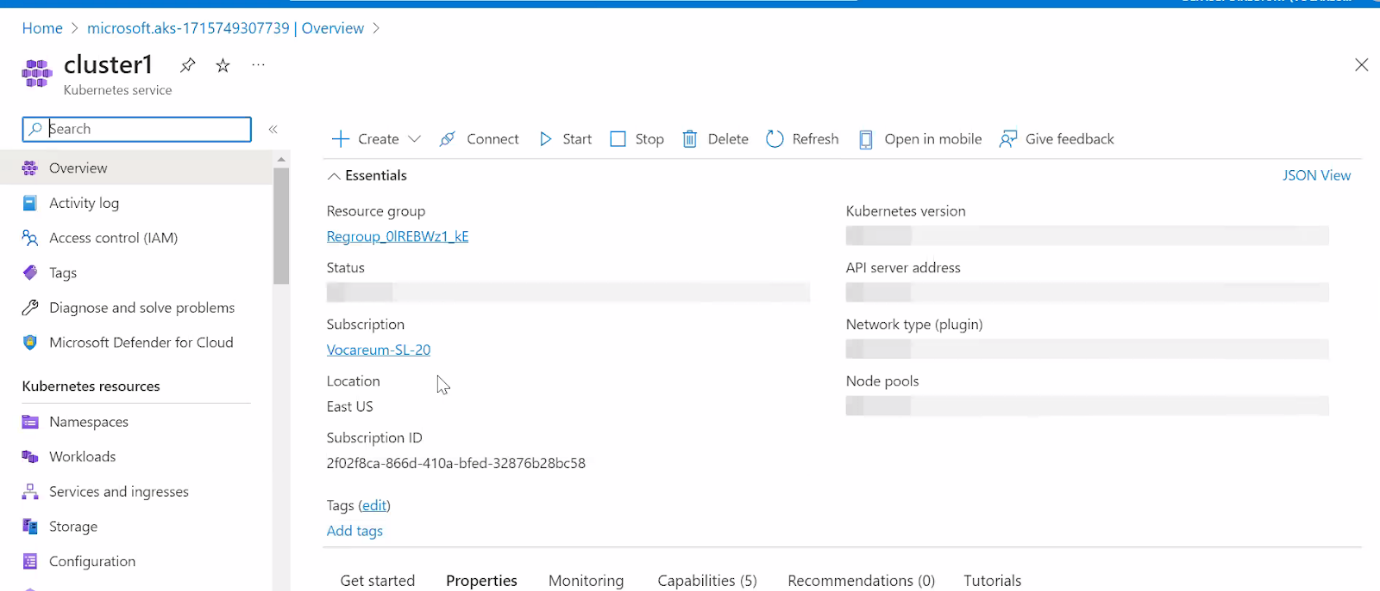 Home > microsoft.aks-1715749307739 | Overview >
cluster1
Kubernetes service
Search
Overview
Activity log
Access control (IAM)
Tags
Diagnose and solve problems
Microsoft Defender for Cloud
Kubernetes resources
Namespaces
Workloads
Services and ingresses
Storage
Configuration
Create Connect Start Stop Delete Refresh Open in mobile Give feedback
Essentials
JSON View
Resource group
Regroup_0lREBWz1_kE
Status
Subscription
Vocareum-SL-20
Location
East US
Subscription ID
2f02f8ca-866d-410a-bfed-32876b28bc58
Tags (edit)
Add tags
Kubernetes version
API server address
Network type (plugin)
Node pools
Get started Properties Monitoring Capabilities (5) Recommendations (0) Tutorials